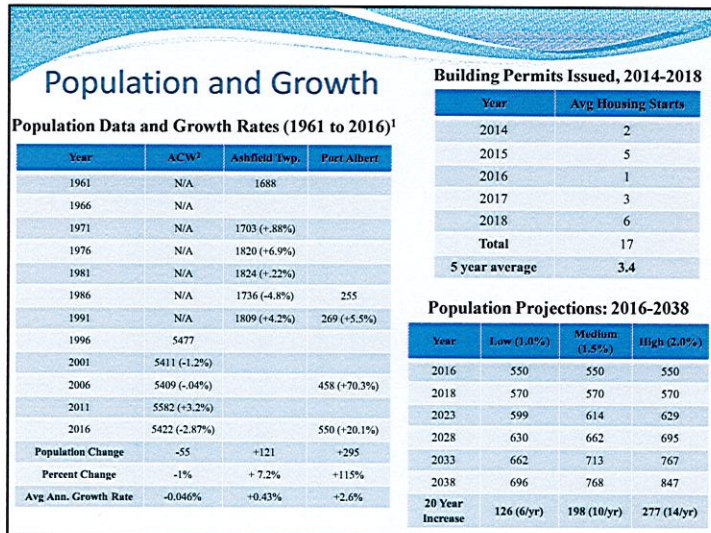 Population and Growth
Population Data and Growth Rates (1961 to 2016)¹
Year ACW² Ashfield Twp. Port Albert
1961 N/A 1688
1966 N/A
1971 N/A 1703 (+.88%)
1976 N/A 1820 (+6.9%)
1981 N/A 1824 (+.22%)
1986 N/A 1736 (-4.8%) 255
1991 N/A 1809 (+4.2%) 269 (+5.5%)
1996 5477
2001 5411 (-1.2%)
2006 5409 (-.04%) 458 (+70.3%)
2011 5582 (+3.2%)
2016 5422 (-2.87%) 550 (+20.1%)
Population Change -55 +121 +295
Percent Change -1% + 7.2% +115%
Avg Ann. Growth Rate -0.046% +0.43% +2.6%
Building Permits Issued, 2014-2018
Year Avg Housing Starts
2014 2
2015 5
2016 1
2017 3
2018 6
Total 17
5 year average 3.4
Population Projections: 2016-2038
Year Low (1.0%) Medium (1.5%) High (2.0%)
2016 550 550 550
2018 570 570 570
2023 599 614 629
2028 630 662 695
2033 662 713 767
2038 696 768 847
20 Year Increase 126 (6/yr) 198 (10/yr) 277 (14/yr)